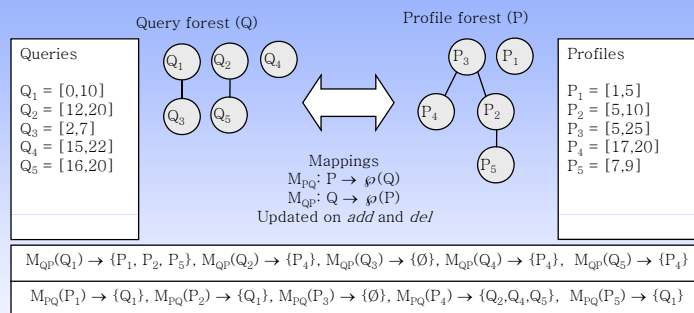 Query forest (Q)
Profile forest (P)
Queries
Q1 = [0,10]
Q2 = [12,20]
Q3 = [2,7]
Q4 = [15,22]
Q5 = [16,20]
Q1
Q2
Q4
Q3
Q5
P3
P1
P4
P2
P5
Profiles
P1 = [1,5]
P2 = [5,10]
P3 = [5,25]
P4 = [17,20]
P5 = [7,9]
Mappings
MPQ: P → ℘(Q)
MQP: Q → ℘(P)
Updated on add and del
MQP(Q1) → {P1, P2, P5}, MQP(Q2) → {P4}, MQP(Q3) → {Ø}, MQP(Q4) → {P4}, MQP(Q5) → {P4}
MPQ(P1) → {Q1}, MPQ(P2) → {Q1}, MPQ(P3) → {Ø}, MPQ(P4) → {Q2,Q4,Q5}, MPQ(P5) → {Q1}